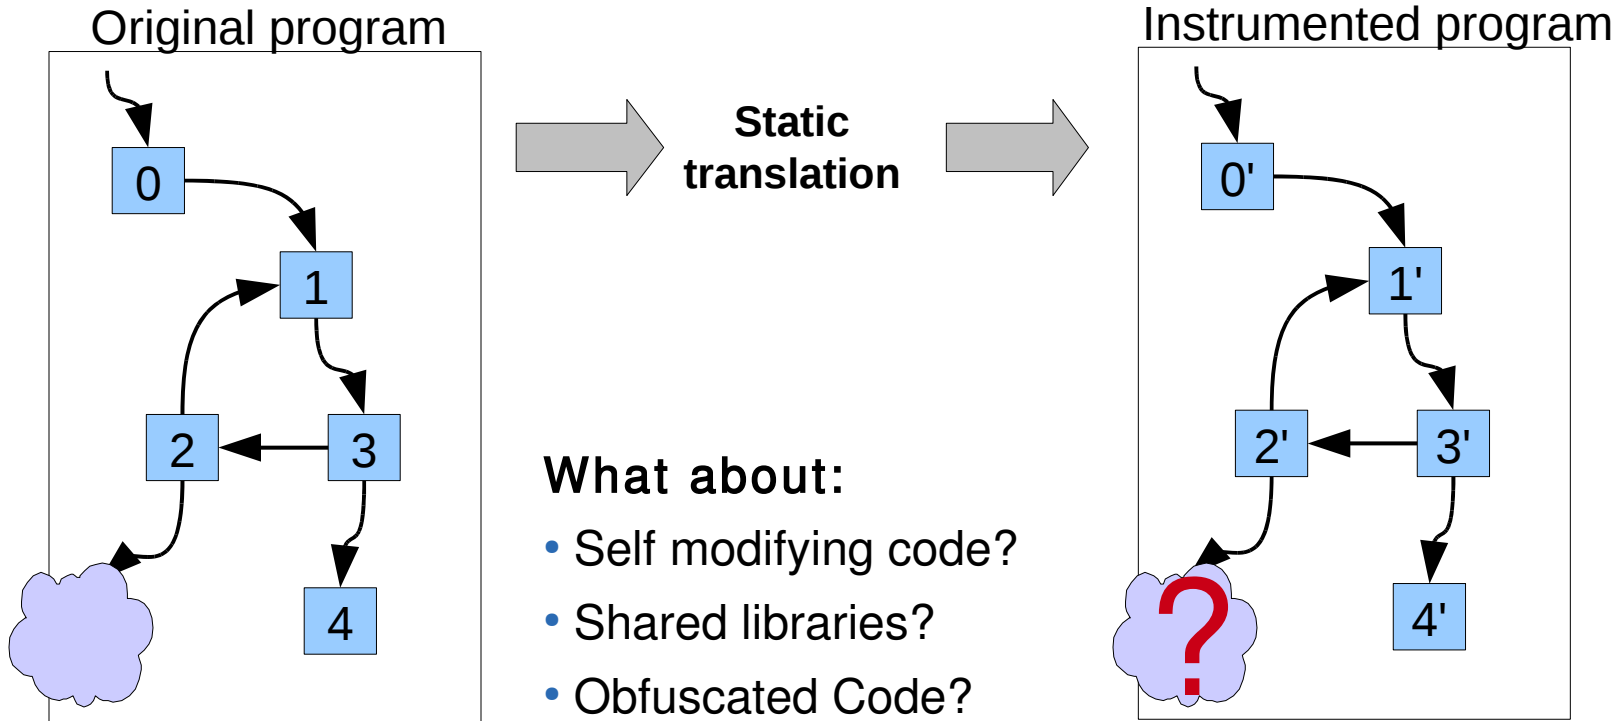 Original program
Instrumented program
Static
translation
0
1
2
3
4
What about:
• Self modifying code?
• Shared libraries?
• Obfuscated Code?
0'
1'
2'
3'
4'
?